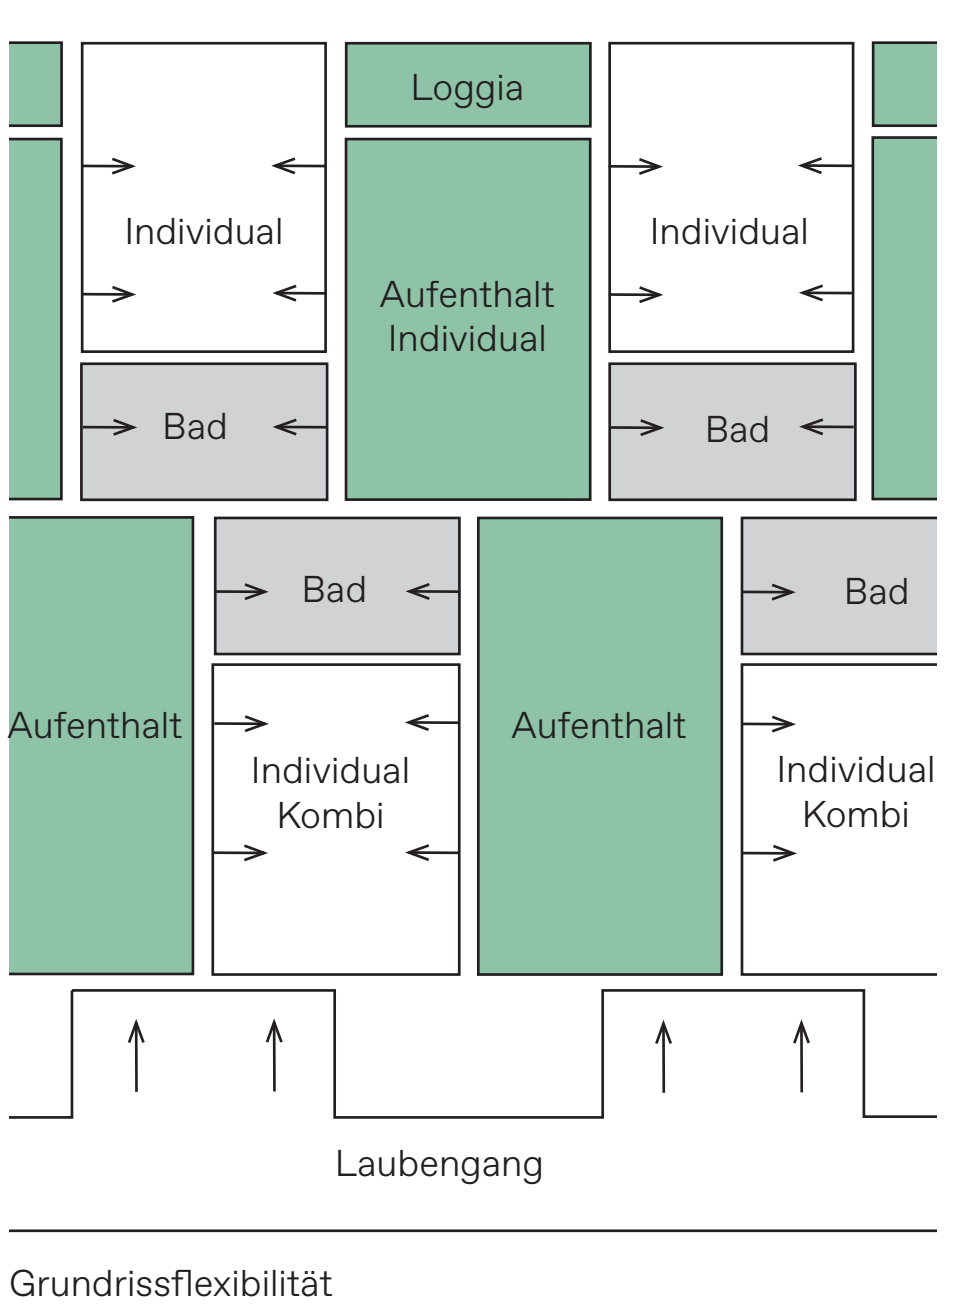 Loggia
Individual
Individual
Aufenthalt
Individual
Bad
Bad
Bad
Bad
Aufenthalt
Aufenthalt
Individual
Kombi
Individual
Kombi
Laubengang
Grundrissflexibilität